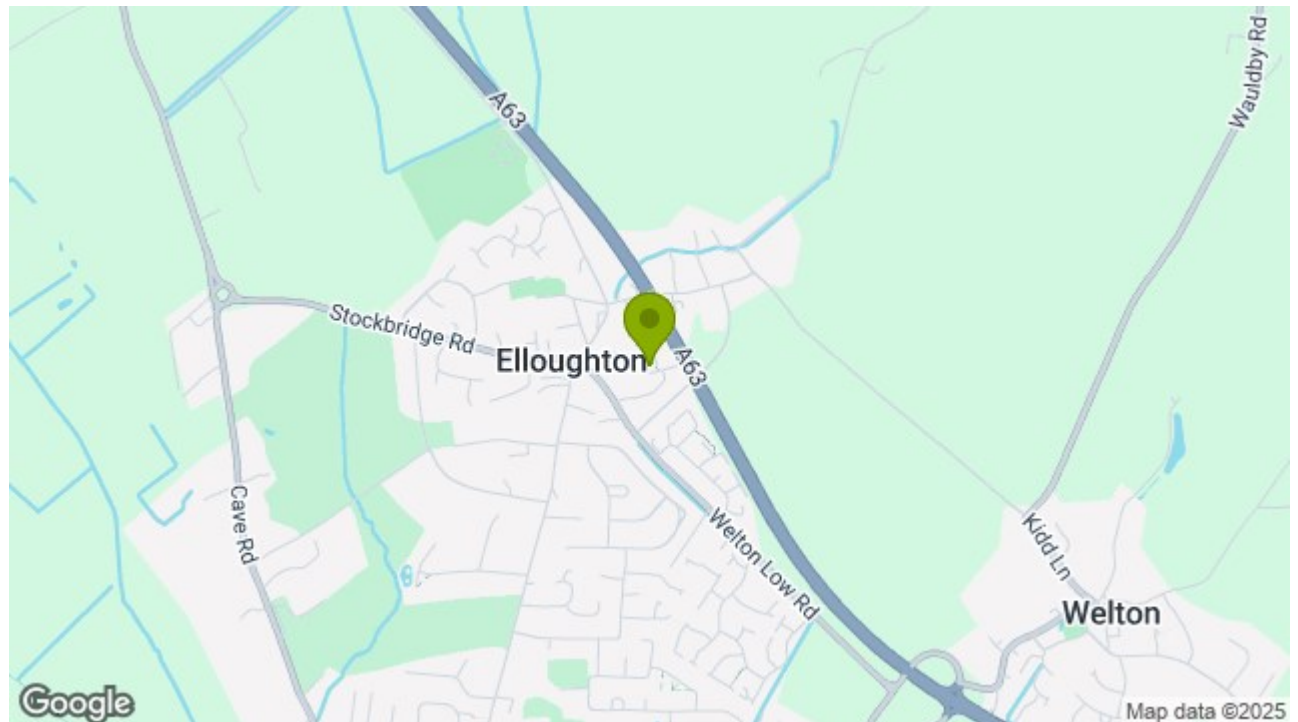 A63
Wauldby Rd
Stockbridge Rd
Elloughton
A63
Cave Rd
Welton Low Rd
Kidd Ln
Welton
Google
Map data ©2025